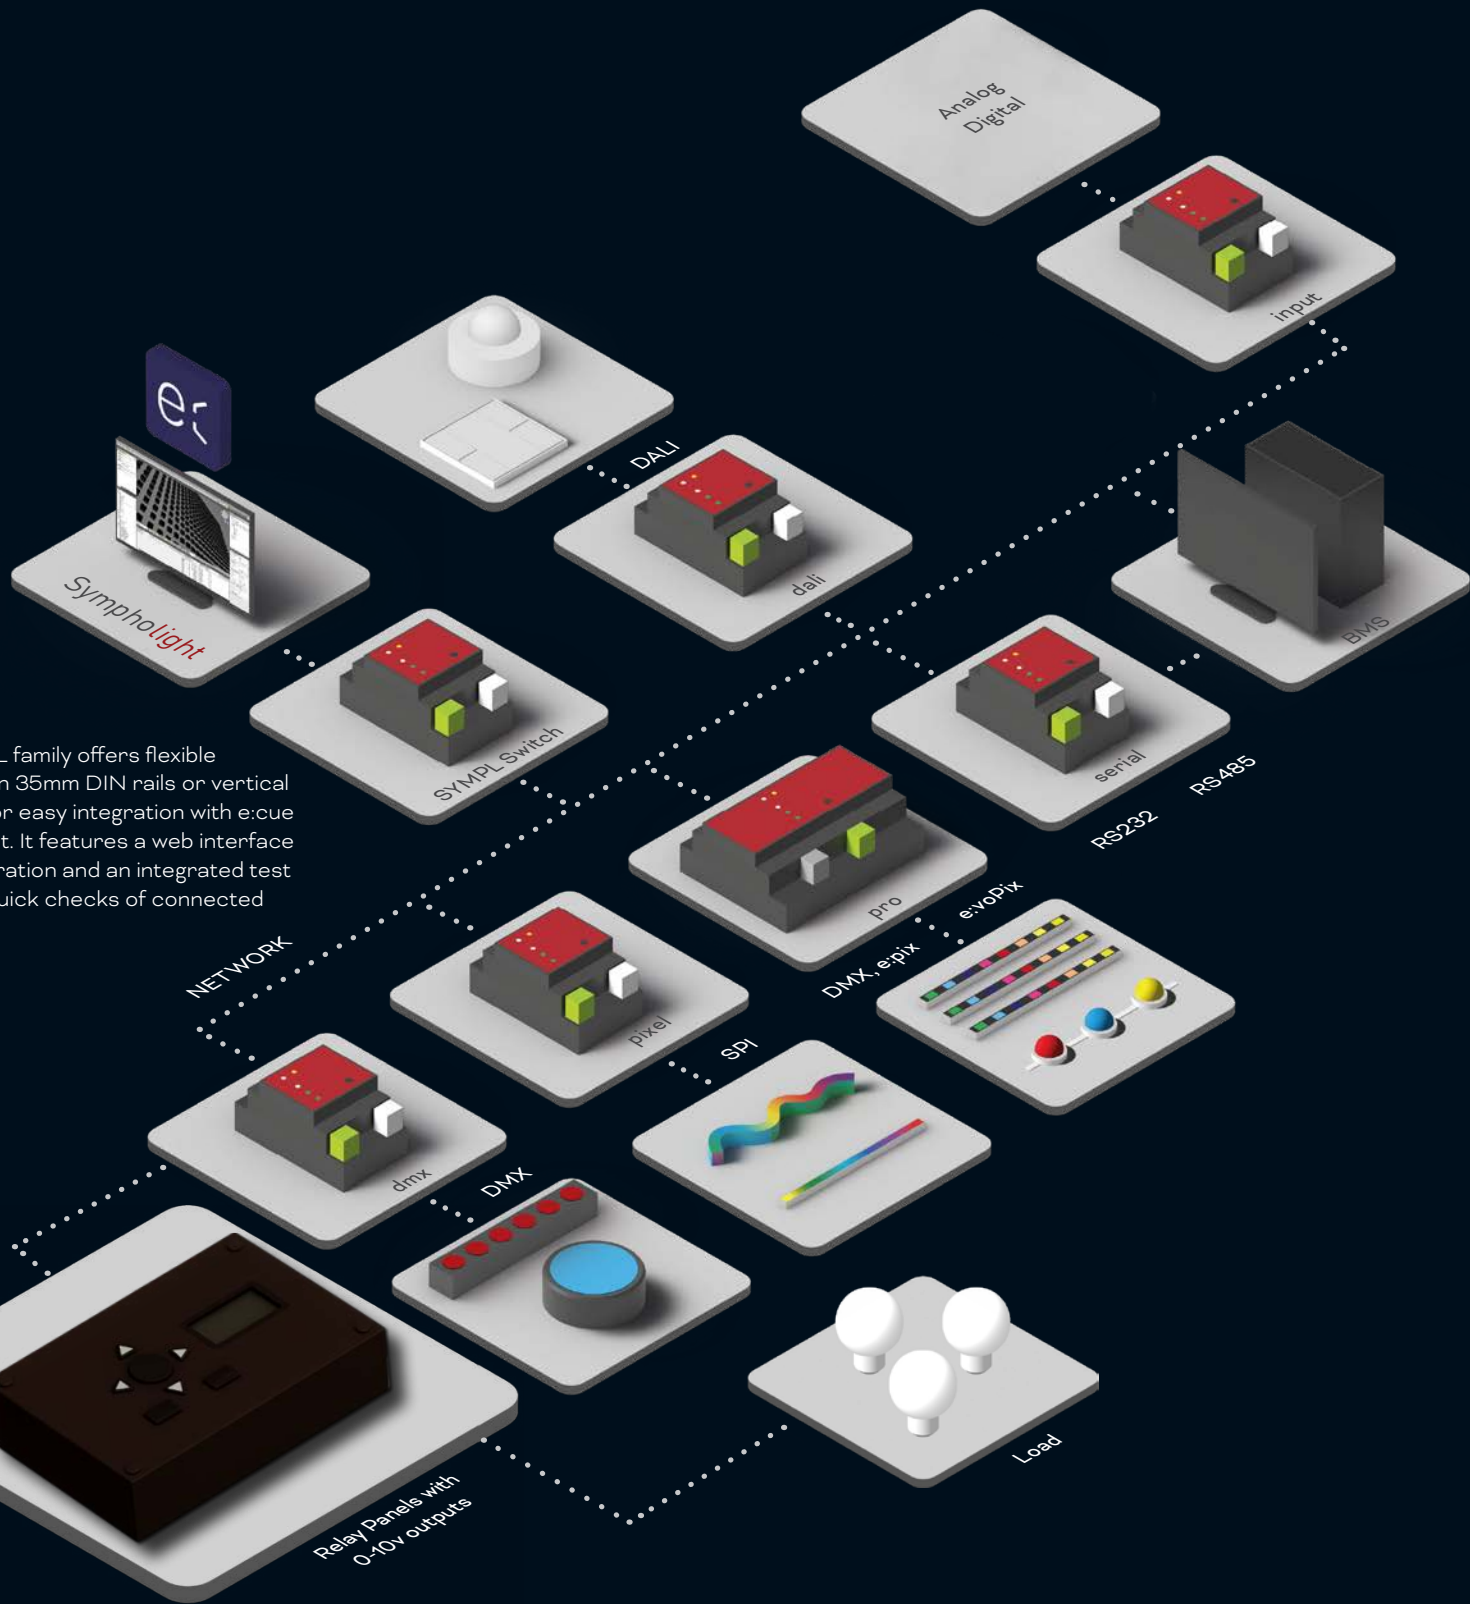 Analog
Digital
input
DALI
dali
BMS
e:
Sympholight
SYMPL Switch
serial
RS485
RS232
L family offers flexible
n 35mm DIN rails or vertical
or easy integration with e:cue
t. It features a web interface
ration and an integrated test
uick checks of connected
pro
e:voPix
DMX, e:pix
NETWORK
pixel
SPI
dmx
DMX
Load
Relay Panels with
0-10v outputs